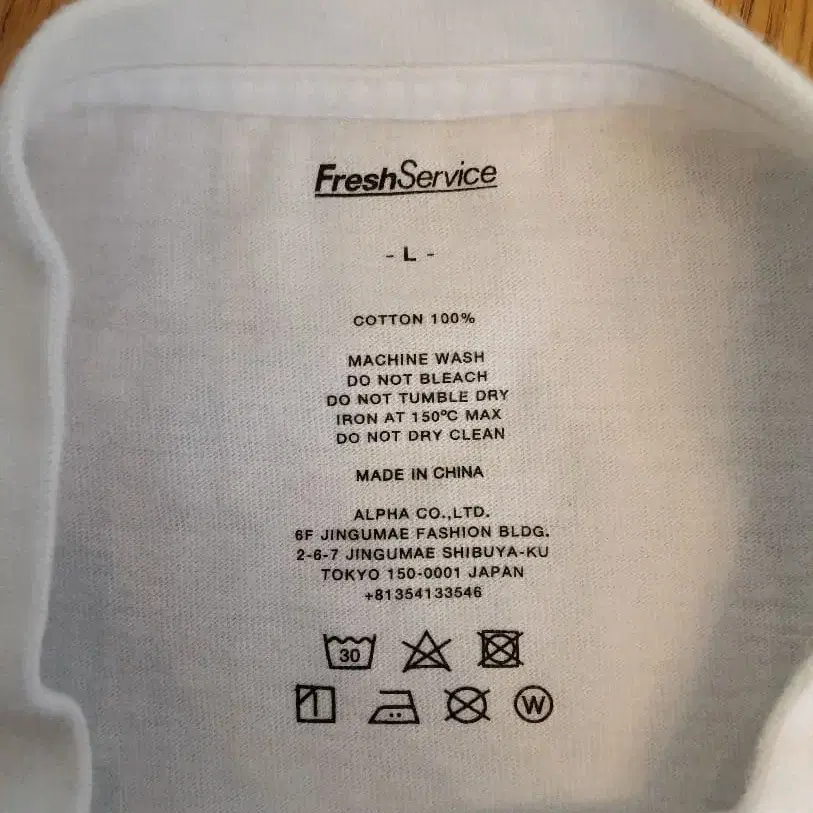 FreshService
- L -
COTTON 100%
MACHINE WASH
DO NOT BLEACH
DO NOT TUMBLE DRY
IRON AT 150ºC MAX
DO NOT DRY CLEAN
MADE IN CHINA
ALPHA CO.,LTD.
6F JINGUMAE FASHION BLDG.
2-6-7 JINGUMAE SHIBUYA-KU
TOKYO 150-0001 JAPAN
+81354133546
30
W